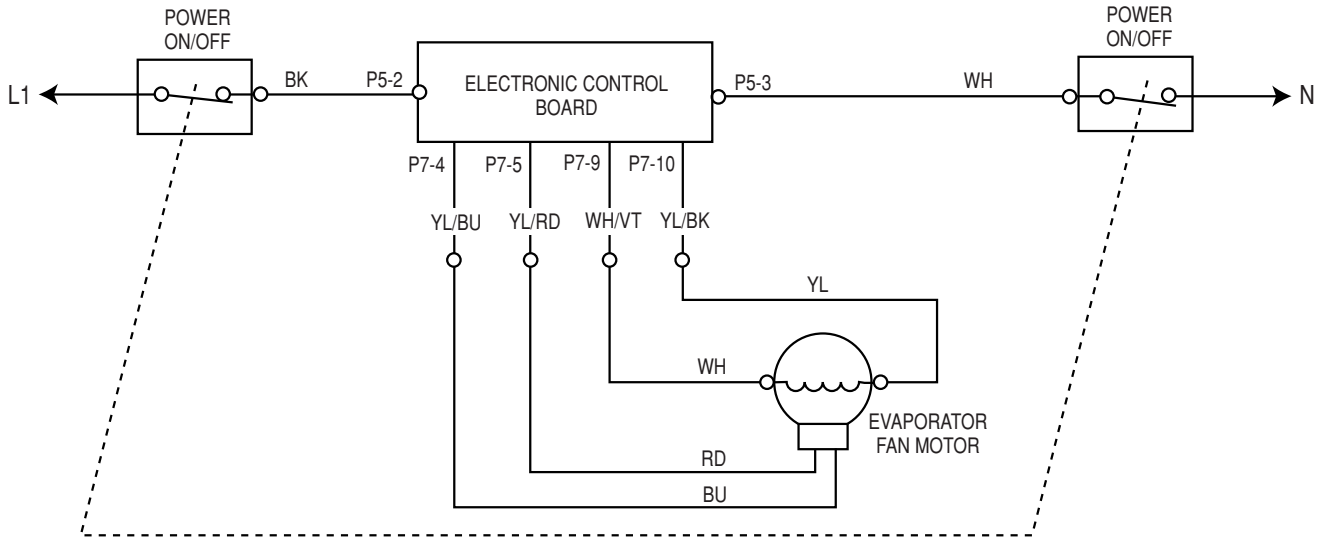 POWER
ON/OFF
POWER
ON/OFF
L1
BK
P5-2
ELECTRONIC CONTROL
BOARD
P5-3
WH
N
P7-4
P7-5
P7-9
P7-10
YL/BU
YL/RD
WH/VT
YL/BK
YL
WH
EVAPORATOR
FAN MOTOR
RD
BU